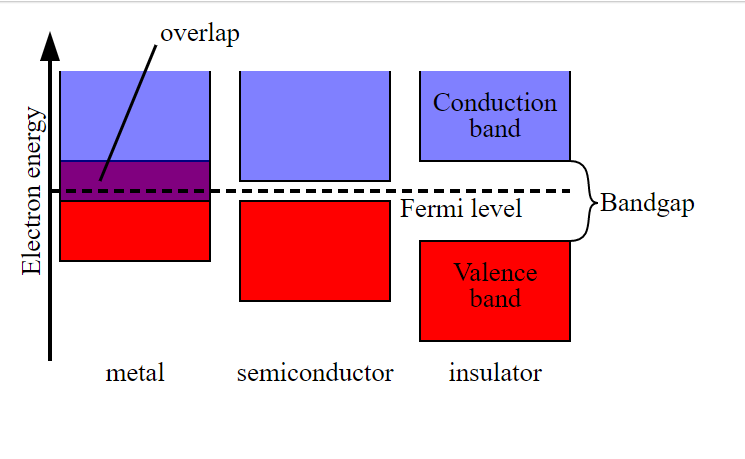 overlap
Electron energy
Conduction
band
Fermi level
Bandgap
Valence
band
metal
semiconductor
insulator